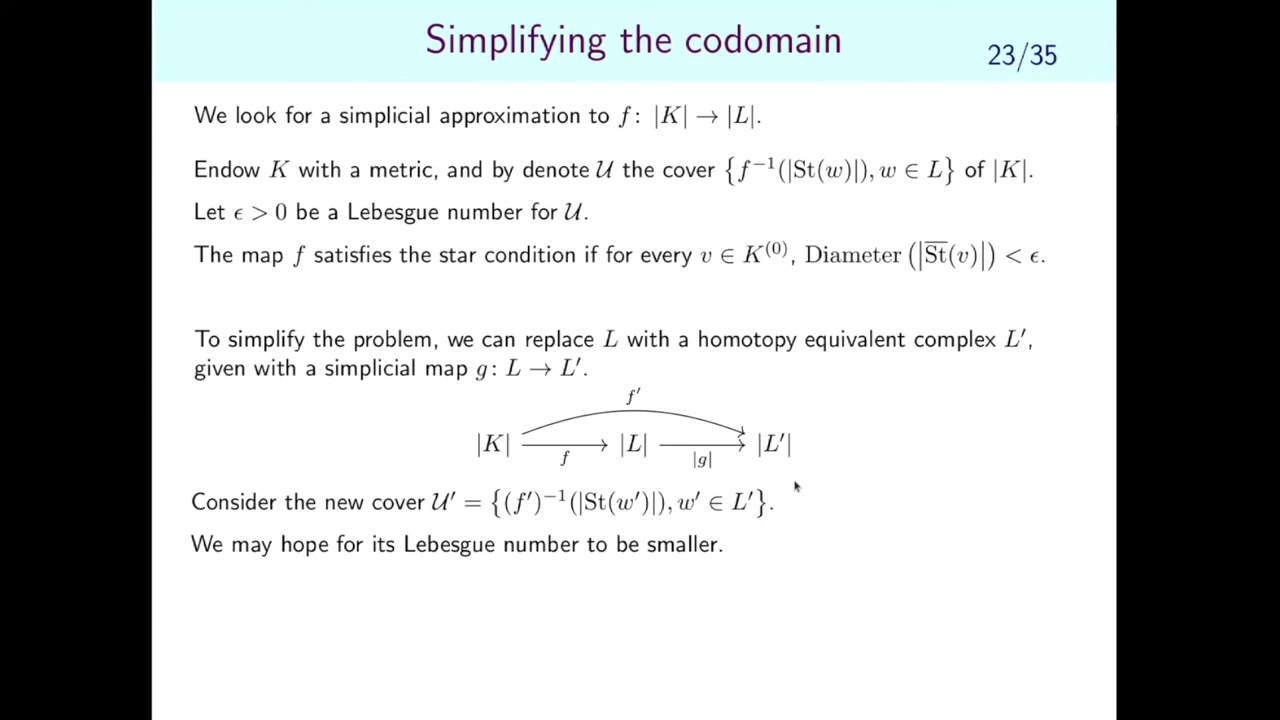 Simplifying the codomain
23/35
We look for a simplicial approximation to f: |K| → |L|.
Endow K with a metric, and by denote 𝒰 the cover {f⁻¹(|St(w)|), w ∈ L} of |K|.
Let ϵ > 0 be a Lebesgue number for 𝒰.
The map f satisfies the star condition if for every v ∈ K⁽⁰⁾, Diameter (|S̅t̅(v)|) < ϵ.
To simplify the problem, we can replace L with a homotopy equivalent complex L′,
given with a simplicial map g: L → L′.
f′
|K| → |L| → |L′|
f |g|
Consider the new cover 𝒰′ = {(f′)⁻¹(|St(w′)|), w′ ∈ L′}.
We may hope for its Lebesgue number to be smaller.